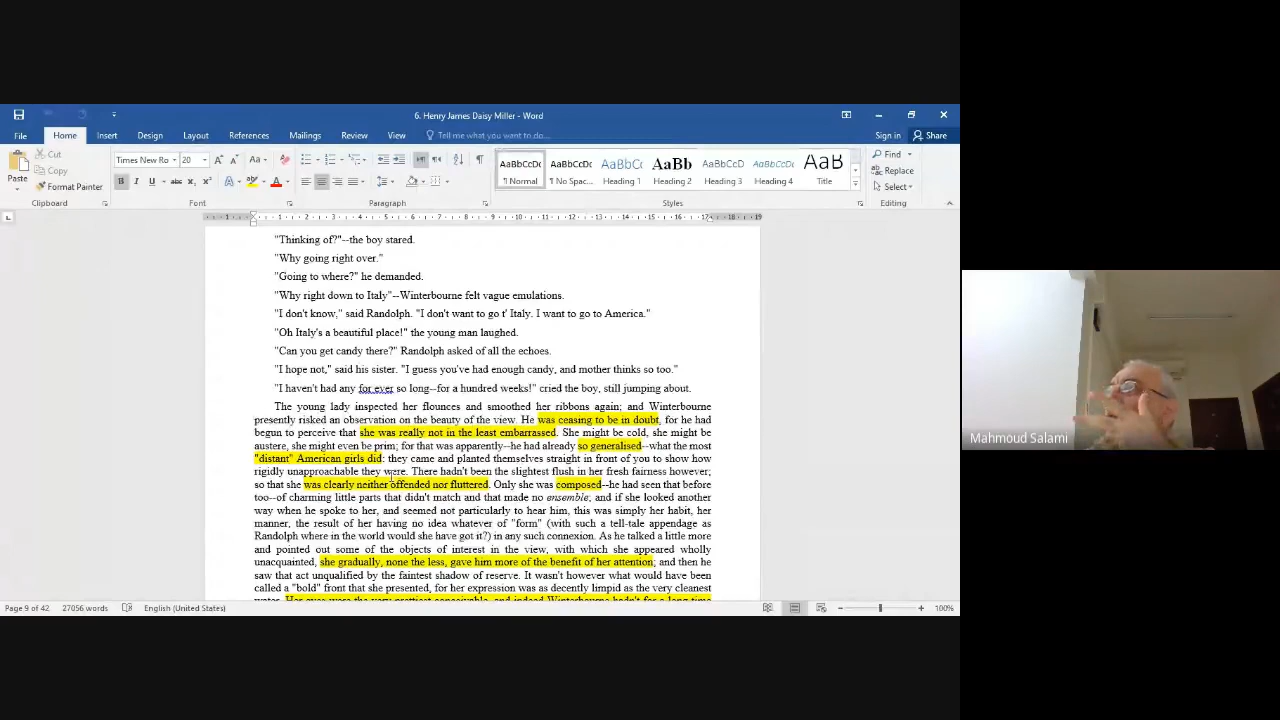 6. Henry James Daisy Miller - Word
File Home Insert Design Layout References Mailings Review View Tell me what you want to do... Sign in Share
Paste Cut Copy Format Painter
Times New Ro 20
AaBbCcDc ¶ Normal AaBbCcDc ¶ No Spac... AaBbC( Heading 1 AaBb Heading 2 AaBbCcD Heading 3 AaBbCcD Heading 4 AaB Title
Find Replace Select
Clipboard Font Paragraph Styles Editing
"Thinking of?"--the boy stared.
"Why going right over."
"Going to where?" he demanded.
"Why right down to Italy"--Winterbourne felt vague emulations.
"I don't know," said Randolph. "I don't want to go t' Italy. I want to go to America."
"Oh Italy's a beautiful place!" the young man laughed.
"Can you get candy there?" Randolph asked of all the echoes.
"I hope not," said his sister. "I guess you've had enough candy, and mother thinks so too."
"I haven't had any for ever so long--for a hundred weeks!" cried the boy, still jumping about.
The young lady inspected her flounces and smoothed her ribbons again; and Winterbourne
presently risked an observation on the beauty of the view. He was ceasing to be in doubt, for he had
begun to perceive that she was really not in the least embarrassed. She might be cold, she might be
austere, she might even be prim; for that was apparently--he had already so generalised--what the most
"distant" American girls did: they came and planted themselves straight in front of you to show how
rigidly unapproachable they were. There hadn't been the slightest flush in her fresh fairness however;
so that she was clearly neither offended nor fluttered. Only she was composed--he had seen that before
too--of charming little parts that didn't match and that made no ensemble; and if she looked another
way when he spoke to her, and seemed not particularly to hear him, this was simply her habit, her
manner, the result of her having no idea whatever of "form" (with such a tell-tale appendage as
Randolph where in the world would she have got it?) in any such connexion. As he talked a little more
and pointed out some of the objects of interest in the view, with which she appeared wholly
unacquainted, she gradually, none the less, gave him more of the benefit of her attention; and then he
saw that act unqualified by the faintest shadow of reserve. It wasn't however what would have been
called a "bold" front that she presented, for her expression was as decently limpid as the very cleanest
water. Her eyes were the very prettiest conceivable, and indeed Winterbourne hadn't for a long time
Page 9 of 42 27056 words English (United States) 100%
Mahmoud Salami